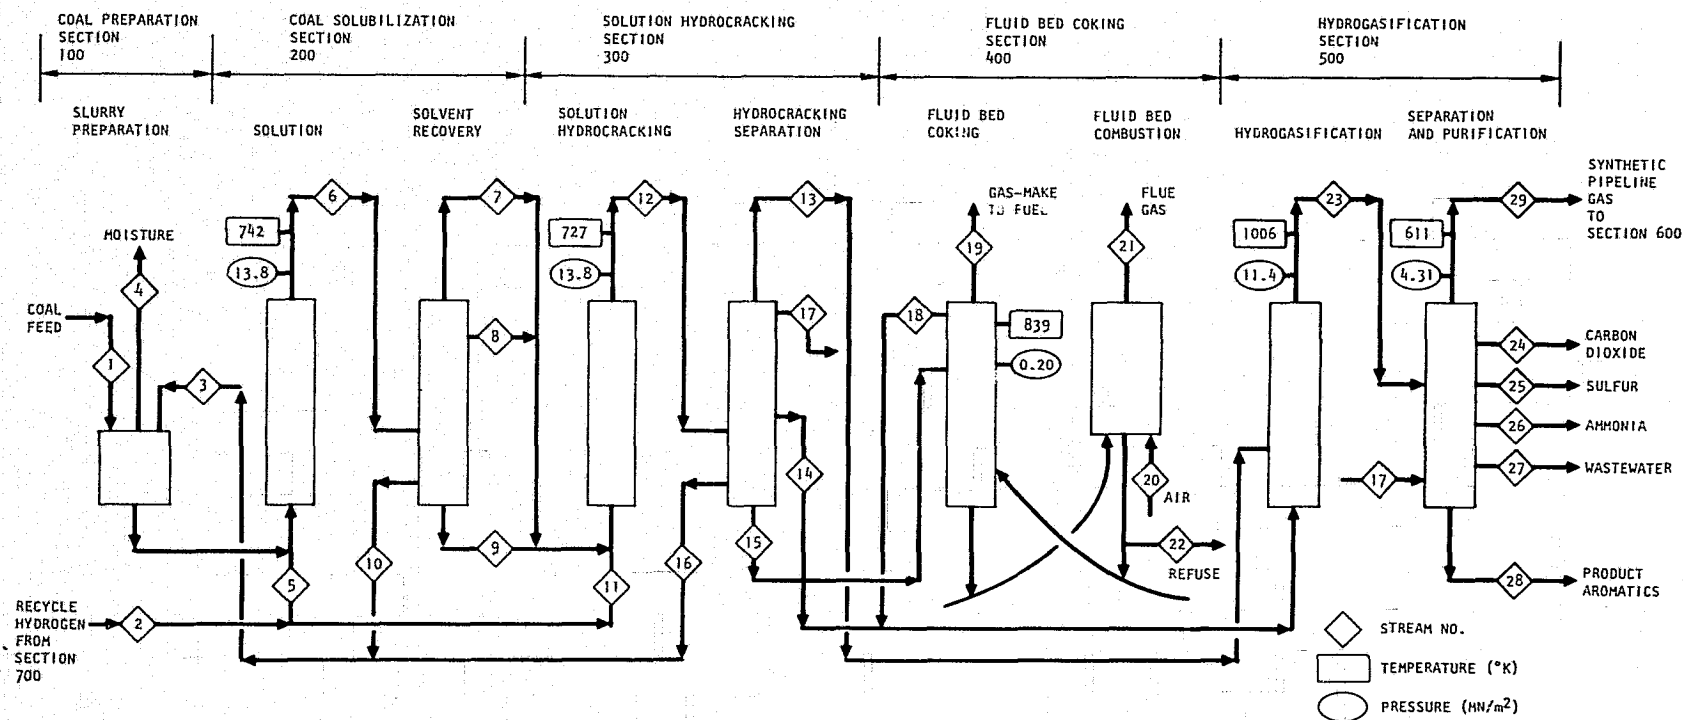 COAL PREPARATION
SECTION
100
COAL SOLUBILIZATION
SECTION
200
SOLUTION HYDROCRACKING
SECTION
300
FLUID BED COKING
SECTION
400
HYDROGASIFICATION
SECTION
500
SLURRY
PREPARATION
SOLUTION
SOLVENT
RECOVERY
SOLUTION
HYDROCRACKING
HYDROCRACKING
SEPARATION
FLUID BED
COKING
FLUID BED
COMBUSTION
HYDROGASIFICATION
SEPARATION
AND PURIFICATION
MOISTURE
COAL
FEED
1
4
3
742
13.8
6
7
8
727
13.8
12
13
17
GAS-MAKE
TO FUEL
19
18
839
0.20
FLUE
GAS
21
1006
11.4
23
611
4.31
29
SYNTHETIC
PIPELINE
GAS
TO
SECTION 600
24
CARBON
DIOXIDE
25
SULFUR
26
AMMONIA
27
WASTEWATER
17
14
20
AIR
22
REFUSE
5
10
9
11
16
15
28
PRODUCT
AROMATICS
RECYCLE
HYDROGEN
FROM
SECTION
700
2
STREAM NO.
TEMPERATURE (°K)
PRESSURE (MN/m²)